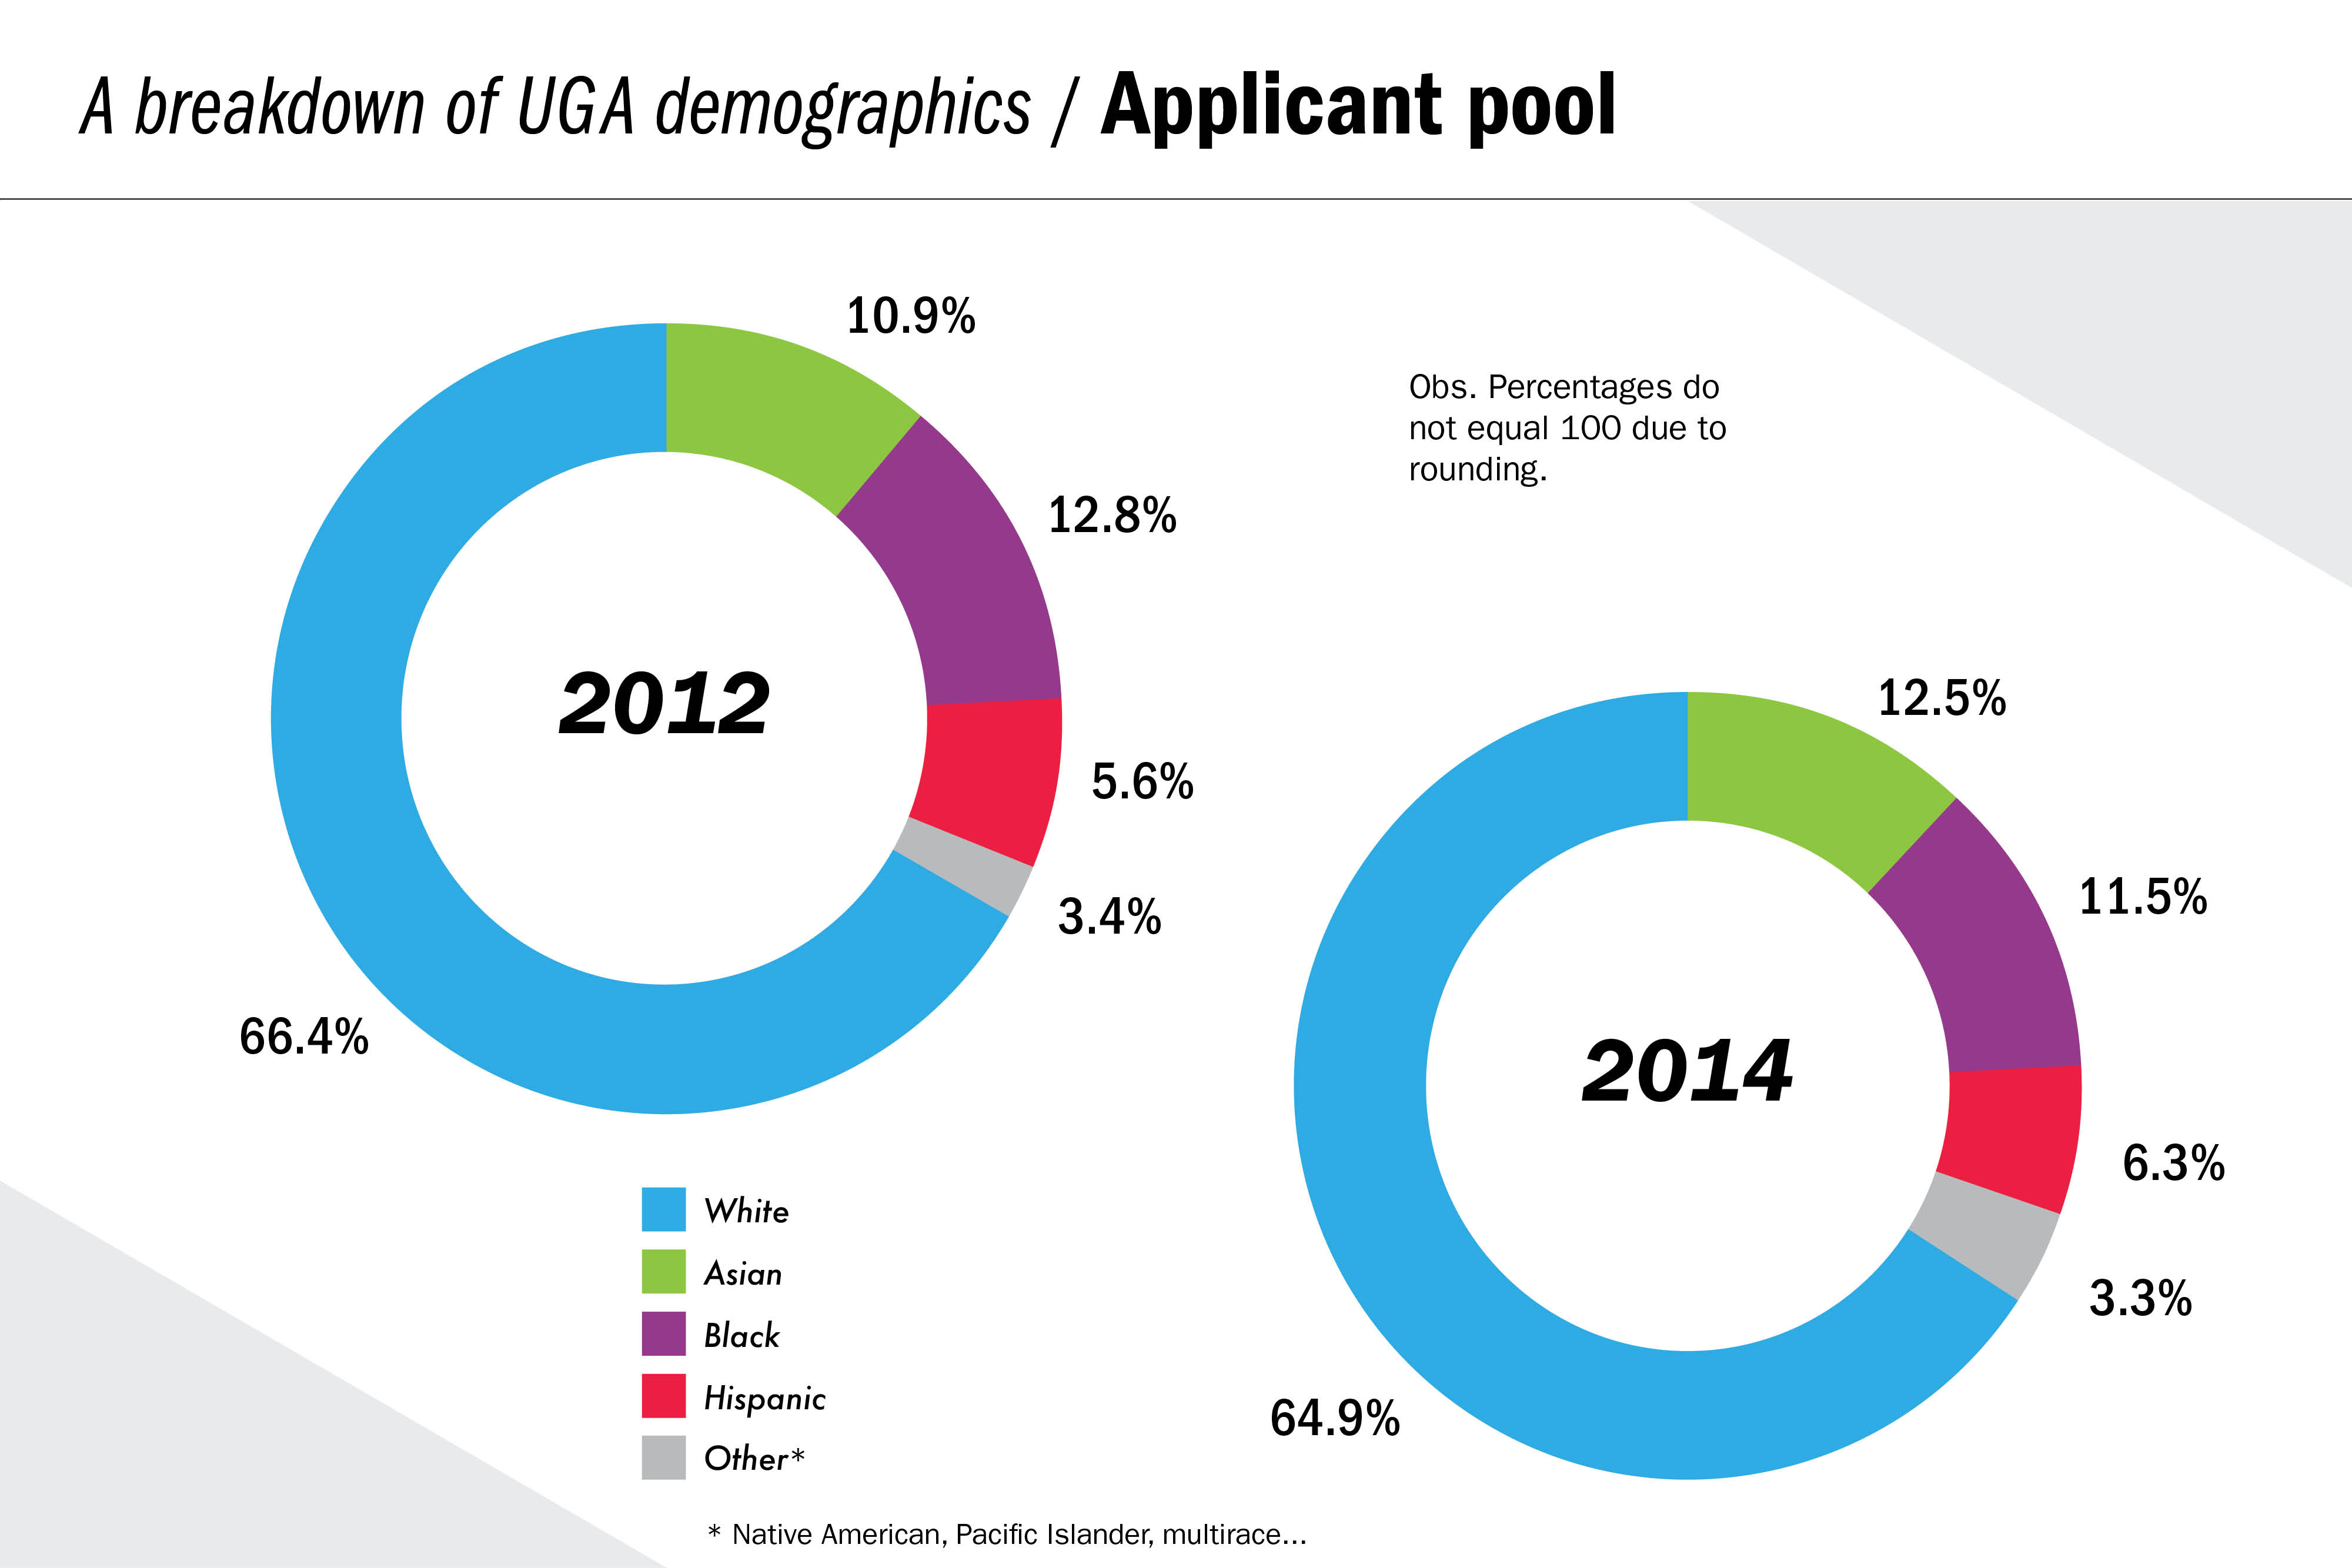 A breakdown of UGA demographics / Applicant pool
10.9%
12.8%
5.6%
3.4%
66.4%
2012
Obs. Percentages do
not equal 100 due to
rounding.
12.5%
11.5%
6.3%
3.3%
64.9%
2014
White
Asian
Black
Hispanic
Other*
* Native American, Pacific Islander, multirace...